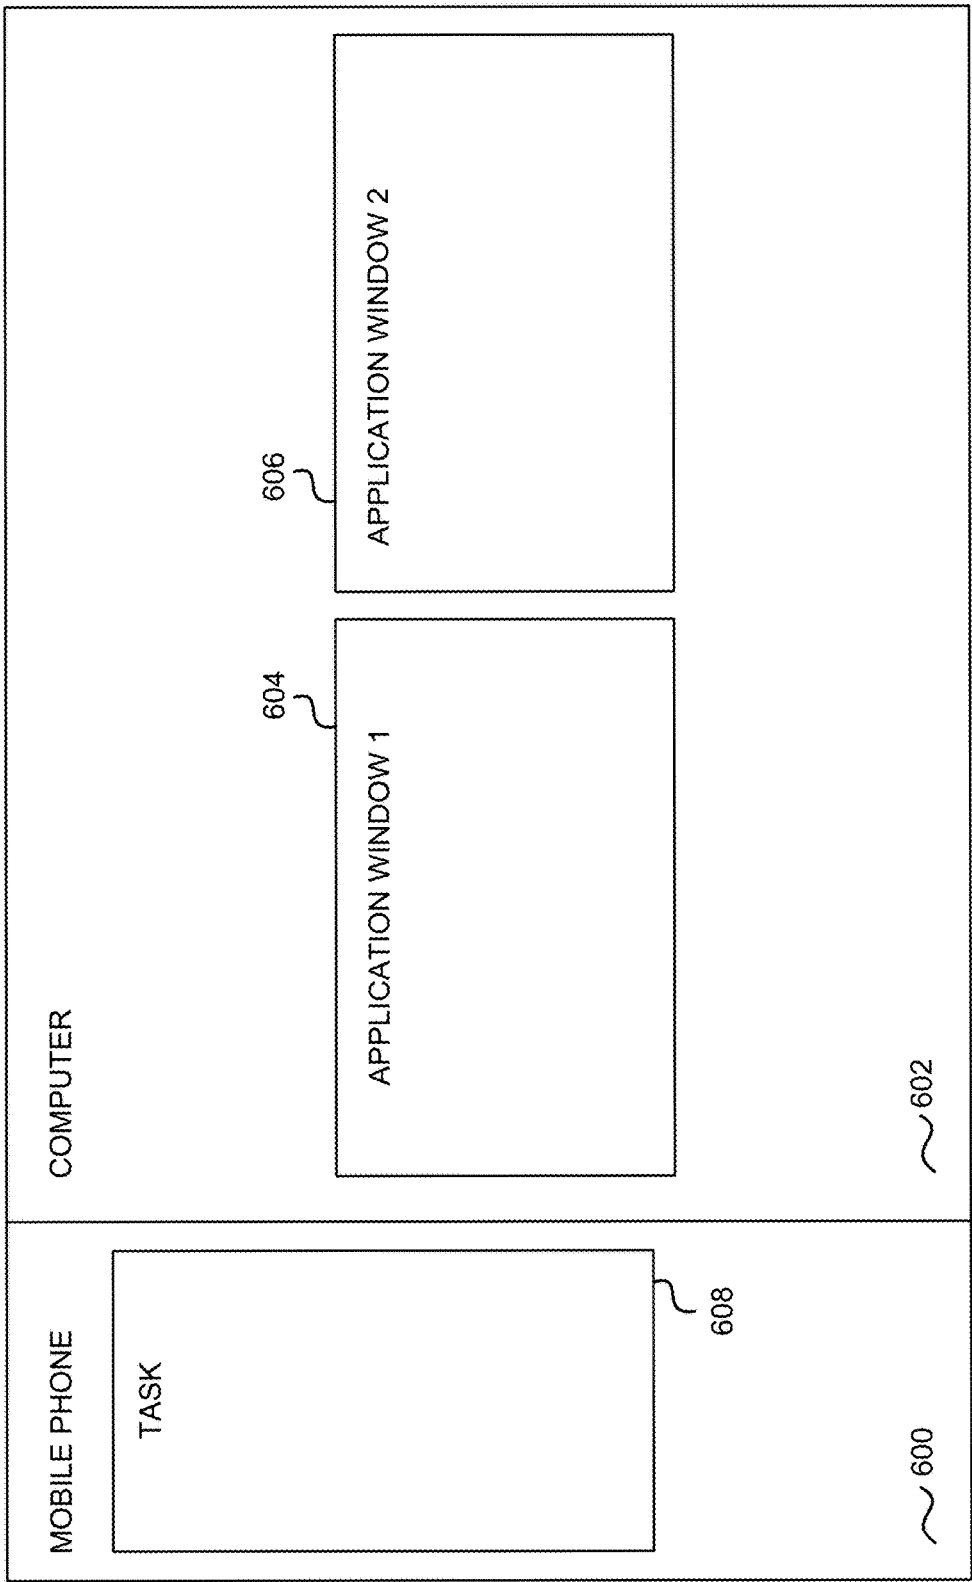 MOBILE PHONE
COMPUTER
TASK
606
604
APPLICATION WINDOW 1
APPLICATION WINDOW 2
608
600
602